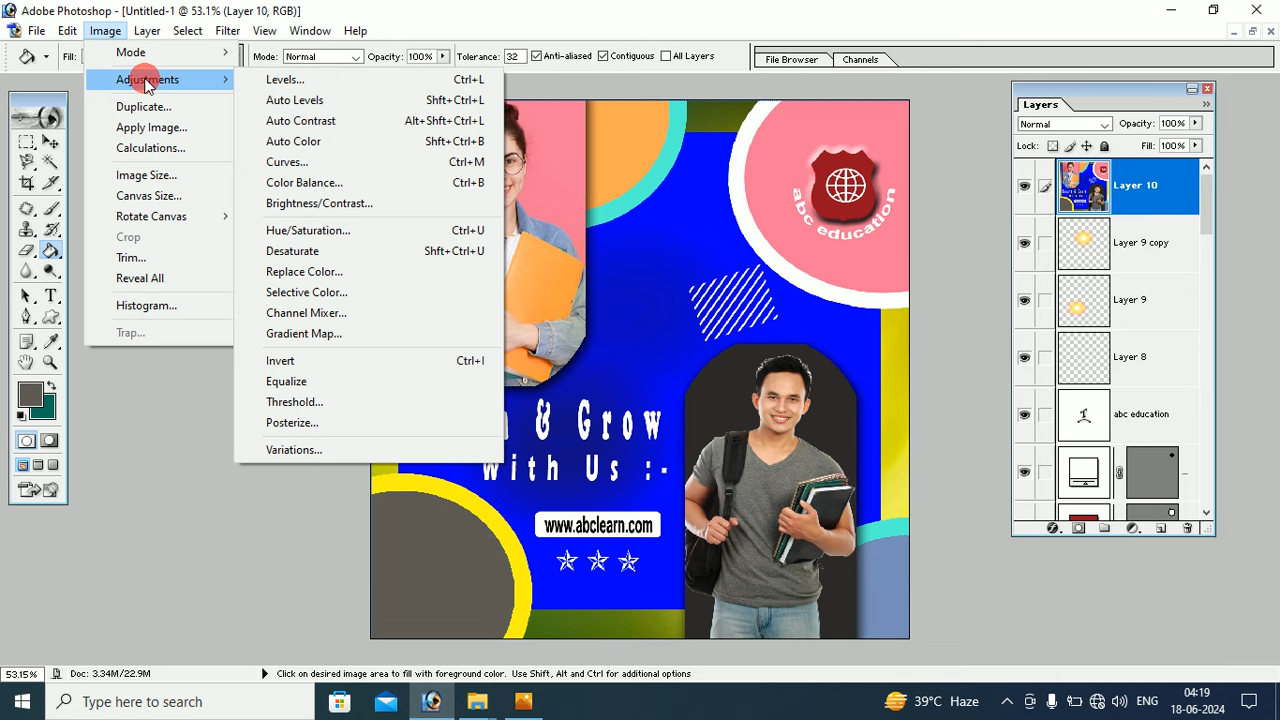 Adobe Photoshop - [Untitled-1 @ 53.1% (Layer 10, RGB)]
File Edit Image Layer Select Filter View Window Help
Fill: Mode: Normal Opacity: 100% Tolerance: 32 Anti-aliased Contiguous All Layers File Browser Channels
Mode
Adjustments
Duplicate...
Apply Image...
Calculations...
Image Size...
Canvas Size...
Rotate Canvas
Crop
Trim...
Reveal All
Histogram...
Trap...
Levels... Ctrl+L
Auto Levels Shft+Ctrl+L
Auto Contrast Alt+Shft+Ctrl+L
Auto Color Shft+Ctrl+B
Curves... Ctrl+M
Color Balance... Ctrl+B
Brightness/Contrast...
Hue/Saturation... Ctrl+U
Desaturate Shft+Ctrl+U
Replace Color...
Selective Color...
Channel Mixer...
Gradient Map...
Invert Ctrl+I
Equalize
Threshold...
Posterize...
Variations...
abc education
& Grow
With Us :-
www.abclearn.com
Layers
Normal Opacity: 100%
Lock: Fill: 100%
Layer 10
Layer 9 copy
Layer 9
Layer 8
abc education
...
53.15% Doc: 3.34M/22.9M Click on desired image area to fill with foreground color. Use Shift, Alt and Ctrl for additional options
Type here to search
39°C Haze
ENG
04:19
18-06-2024